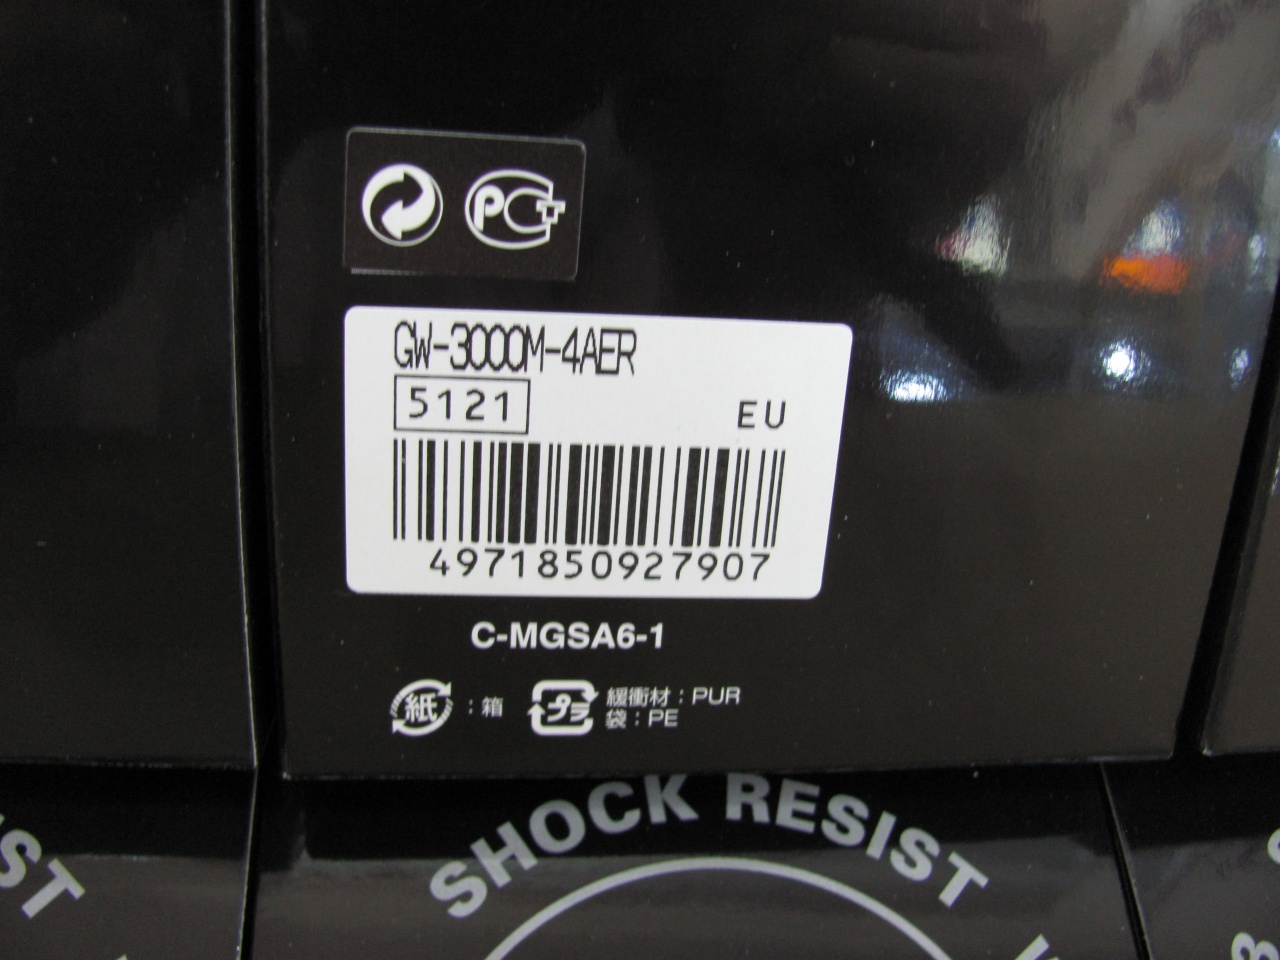 PCT
GW-3000M-4AER
5121
EU
4971850927907
C-MGSA6-1
紙 : 箱
プラ 緩衝材 : PUR
袋 : PE
SHOCK RESIST
IST